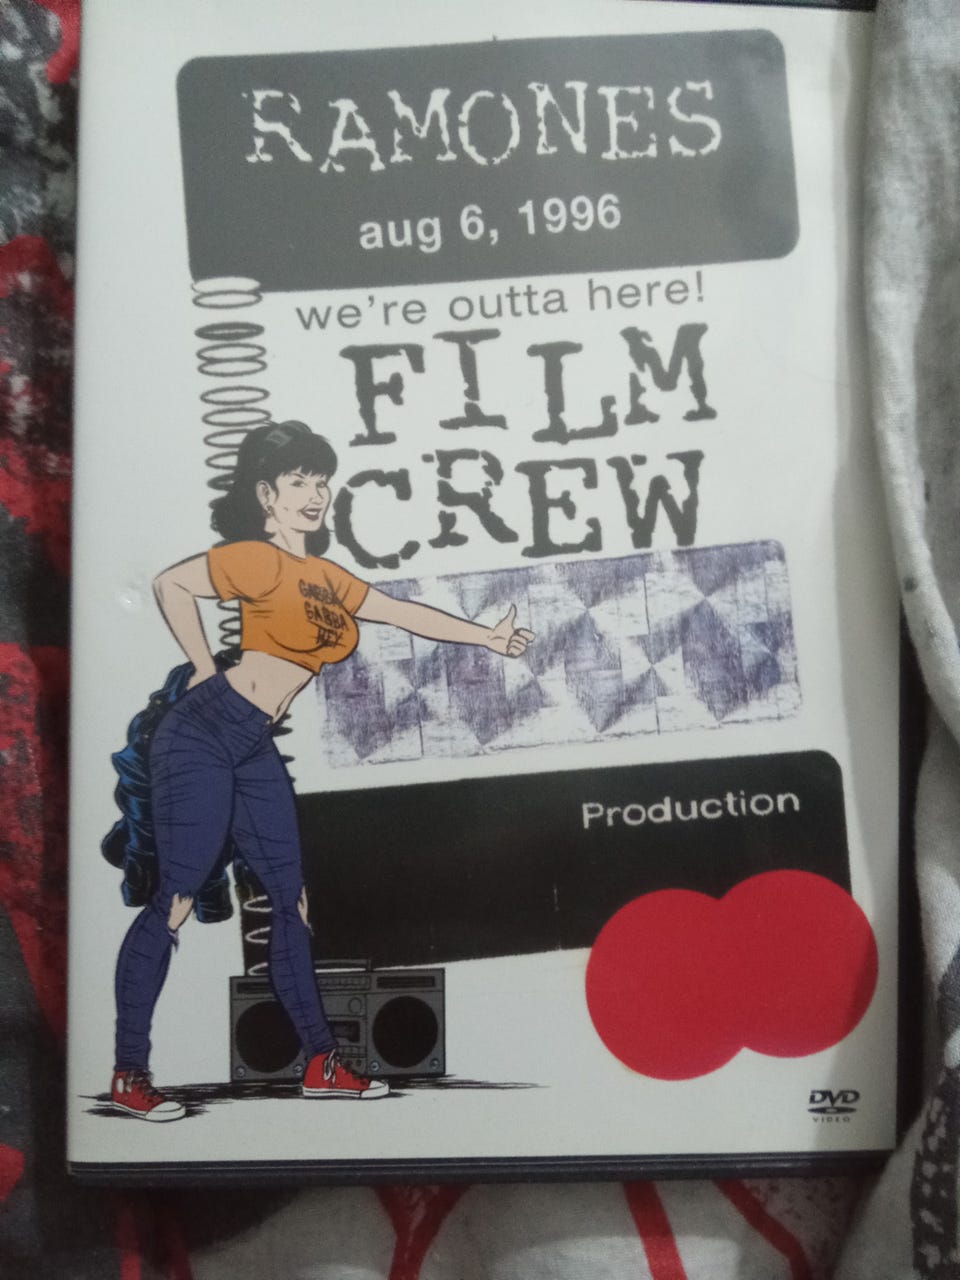 RAMONES
aug 6, 1996
we're outta here!
FILM
CREW
GABBA
GABBA
HEY
Production
DVD
VIDEO